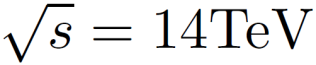 √s = 14TeV